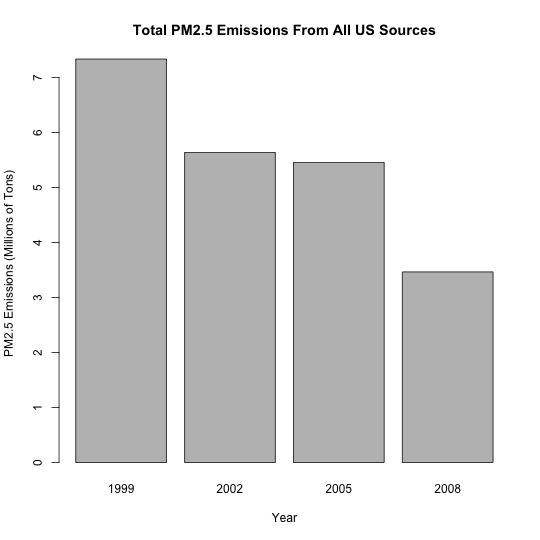 Total PM2.5 Emissions From All US Sources
PM2.5 Emissions (Millions of Tons)
7
6
5
4
3
2
1
0
1999 2002 2005 2008
Year